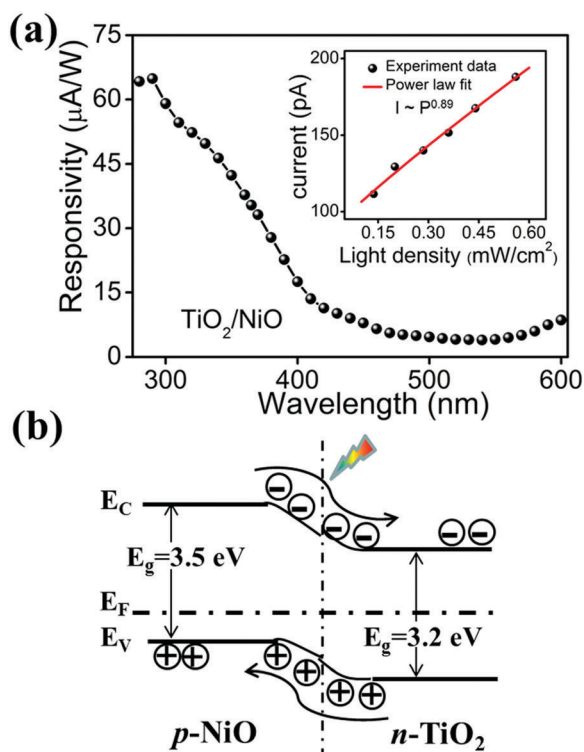 (a)
75
60
45
30
15
0
Responsivity (μA/W)
300 400 500 600
Wavelength (nm)
TiO₂/NiO
200
150
100
current (pA)
Experiment data
Power law fit
I ~ P^0.89
0.15 0.30 0.45 0.60
Light density (mW/cm²)
(b)
E_C
E_g=3.5 eV
E_F
E_V
E_g=3.2 eV
p-NiO
n-TiO₂